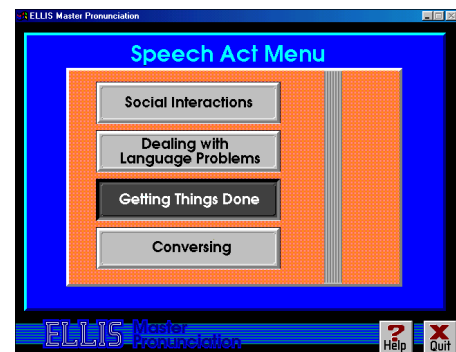 ELLIS Master Pronunciation
Speech Act Menu
Social Interactions
Dealing with
Language Problems
Getting Things Done
Conversing
ELLIS Master
Pronunciation
Help
Quit